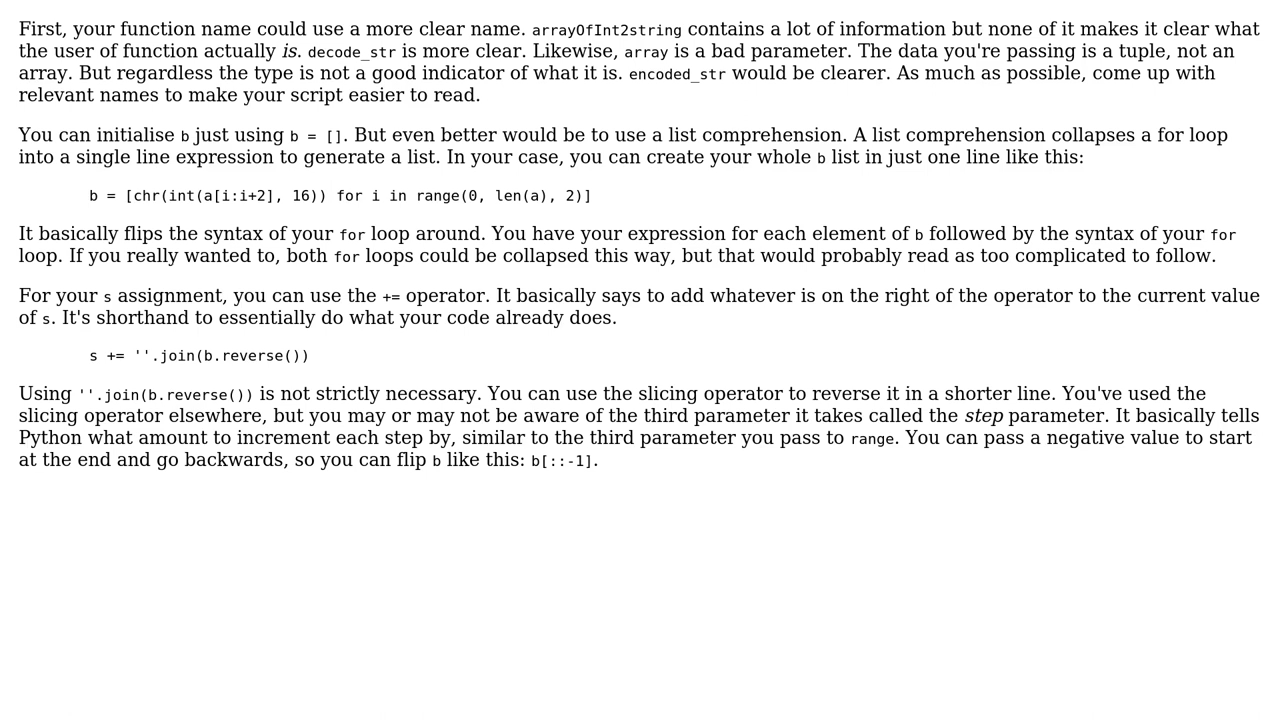 First, your function name could use a more clear name. arrayOfInt2string contains a lot of information but none of it makes it clear what
the user of function actually is. decode_str is more clear. Likewise, array is a bad parameter. The data you're passing is a tuple, not an
array. But regardless the type is not a good indicator of what it is. encoded_str would be clearer. As much as possible, come up with
relevant names to make your script easier to read.
You can initialise b just using b = []. But even better would be to use a list comprehension. A list comprehension collapses a for loop
into a single line expression to generate a list. In your case, you can create your whole b list in just one line like this:
b = [chr(int(a[i:i+2], 16)) for i in range(0, len(a), 2)]
It basically flips the syntax of your for loop around. You have your expression for each element of b followed by the syntax of your for
loop. If you really wanted to, both for loops could be collapsed this way, but that would probably read as too complicated to follow.
For your s assignment, you can use the += operator. It basically says to add whatever is on the right of the operator to the current value
of s. It's shorthand to essentially do what your code already does.
s += ''.join(b.reverse())
Using ''.join(b.reverse()) is not strictly necessary. You can use the slicing operator to reverse it in a shorter line. You've used the
slicing operator elsewhere, but you may or may not be aware of the third parameter it takes called the step parameter. It basically tells
Python what amount to increment each step by, similar to the third parameter you pass to range. You can pass a negative value to start
at the end and go backwards, so you can flip b like this: b[::-1].